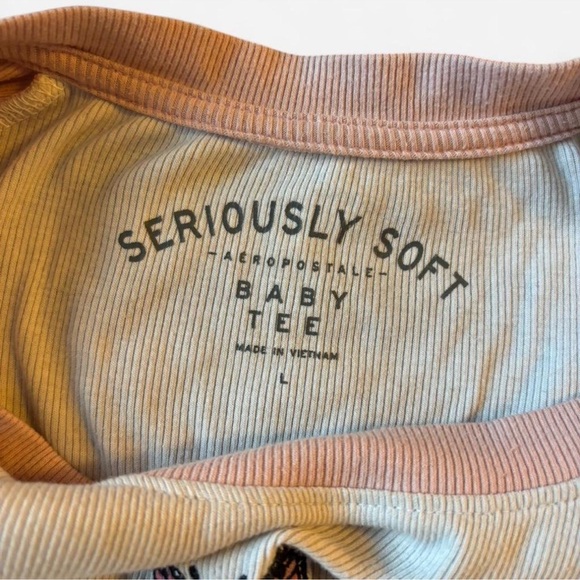 SERIOUSLY SOFT
-AEROPOSTALE-
BABY
TEE
MADE IN VIETNAM
L